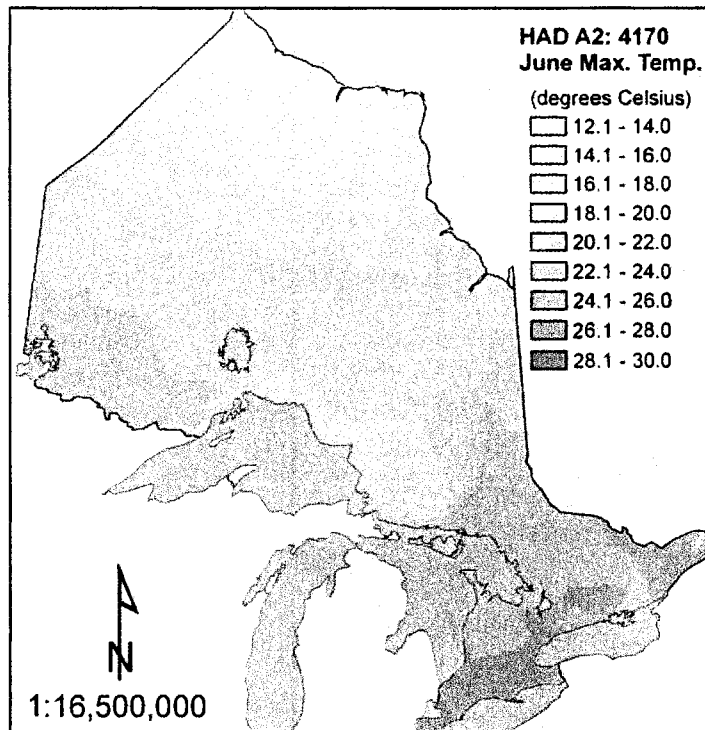 HAD A2: 4170
June Max. Temp.
(degrees Celsius)
12.1 - 14.0
14.1 - 16.0
16.1 - 18.0
18.1 - 20.0
20.1 - 22.0
22.1 - 24.0
24.1 - 26.0
26.1 - 28.0
28.1 - 30.0
N
1:16,500,000